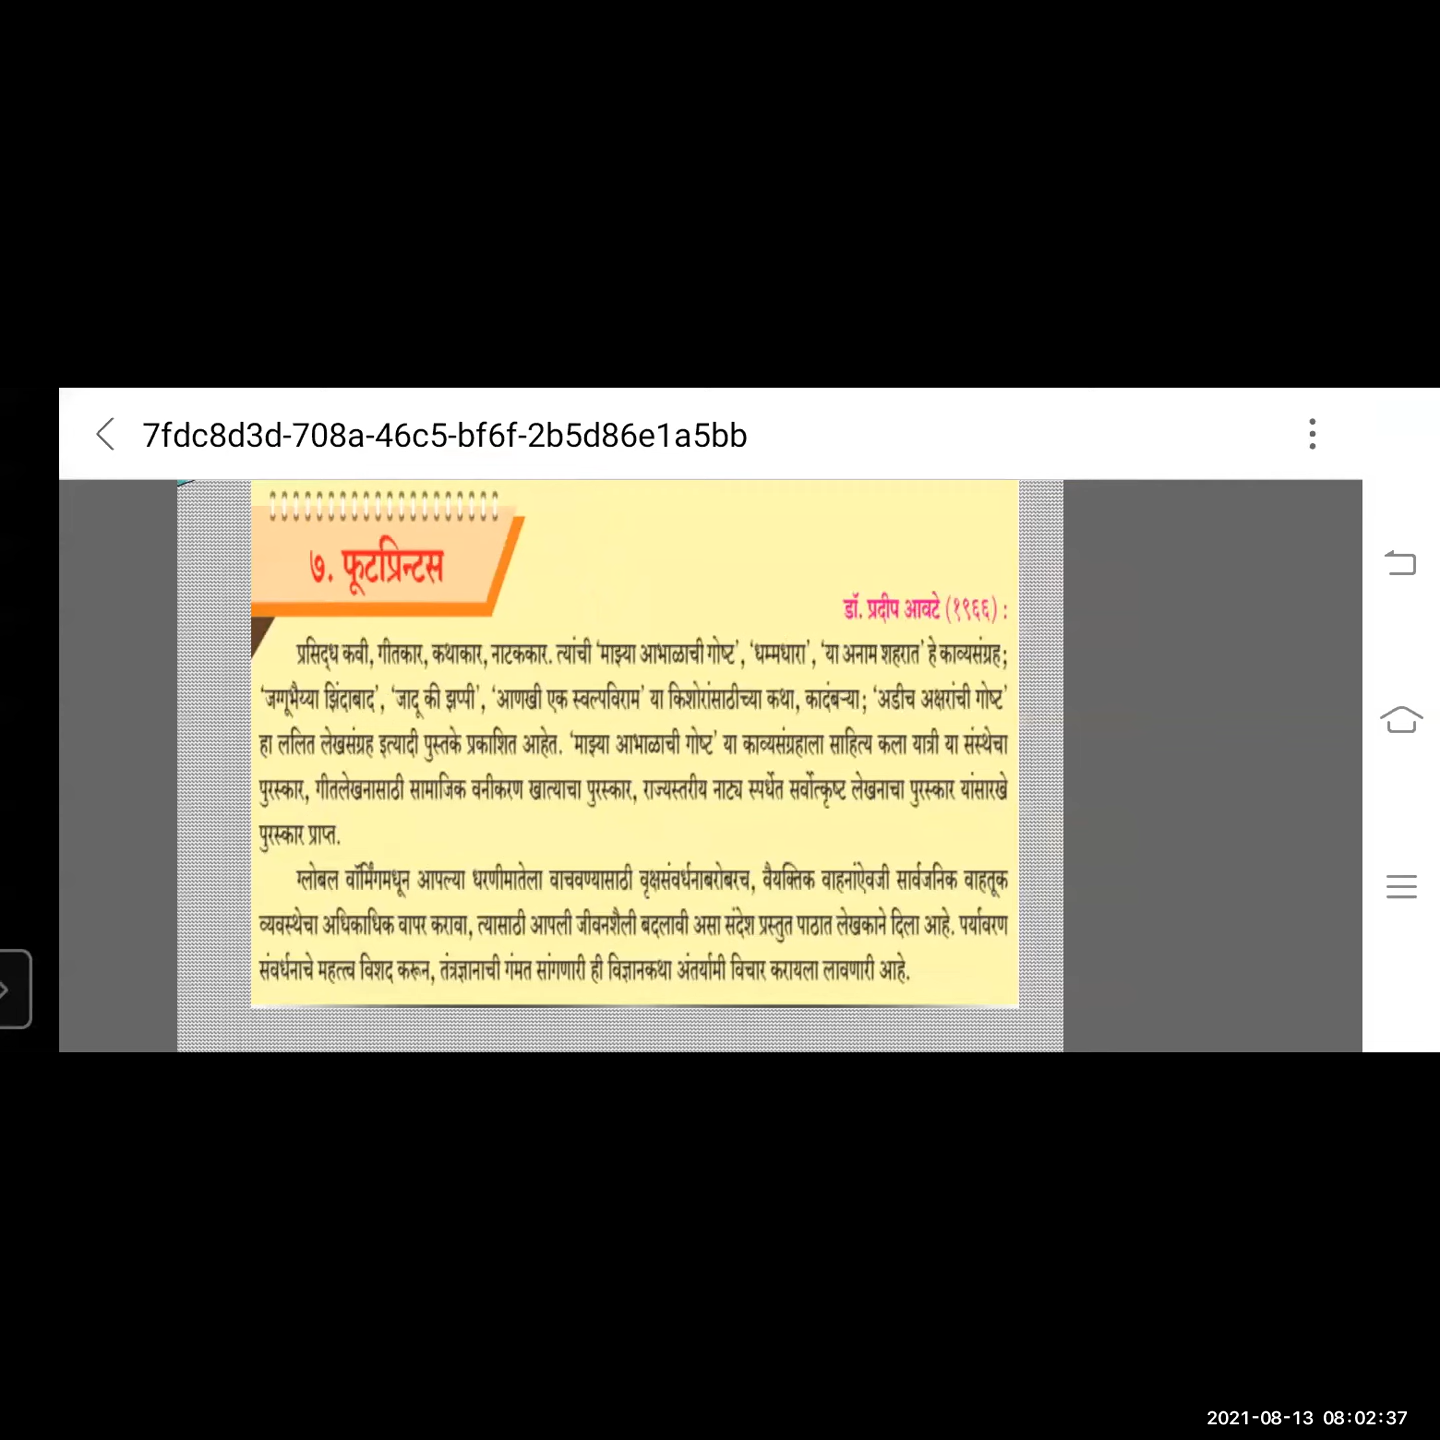 7fdc8d3d-708a-46c5-bf6f-2b5d86e1a5bb
७. फूटप्रिन्टस
डॉ. प्रदीप आवटे (१९६६) :
प्रसिद्ध कवी, गीतकार, कथाकार, नाटककार. त्यांची ‘माझ्या आभाळाची गोष्ट’, ‘धम्मधारा’, ‘या अनाम शहरात’ हे काव्यसंग्रह;
‘जग्गूभैय्या झिंदाबाद’, ‘जादू की झप्पी’, ‘आणखी एक स्वल्पविराम’ या किशोरांसाठीच्या कथा, कादंबऱ्या; ‘अडीच अक्षरांची गोष्ट’
हा ललित लेखसंग्रह इत्यादी पुस्तके प्रकाशित आहेत. ‘माझ्या आभाळाची गोष्ट’ या काव्यसंग्रहाला साहित्य कला यात्री या संस्थेचा
पुरस्कार, गीतलेखनासाठी सामाजिक वनीकरण खात्याचा पुरस्कार, राज्यस्तरीय नाट्य स्पर्धेत सर्वोत्कृष्ट लेखनाचा पुरस्कार यांसारखे
पुरस्कार प्राप्त.
ग्लोबल वॉर्मिंगमधून आपल्या धरणीमातेला वाचवण्यासाठी वृक्षसंवर्धनाबरोबरच, वैयक्तिक वाहनांऐवजी सार्वजनिक वाहतूक
व्यवस्थेचा अधिकाधिक वापर करावा, त्यासाठी आपली जीवनशैली बदलावी असा संदेश प्रस्तुत पाठात लेखकाने दिला आहे. पर्यावरण
संवर्धनाचे महत्त्व विशद करून, तंत्रज्ञानाची गंमत सांगणारी ही विज्ञानकथा अंतर्यामी विचार करायला लावणारी आहे.
2021-08-13 08:02:37